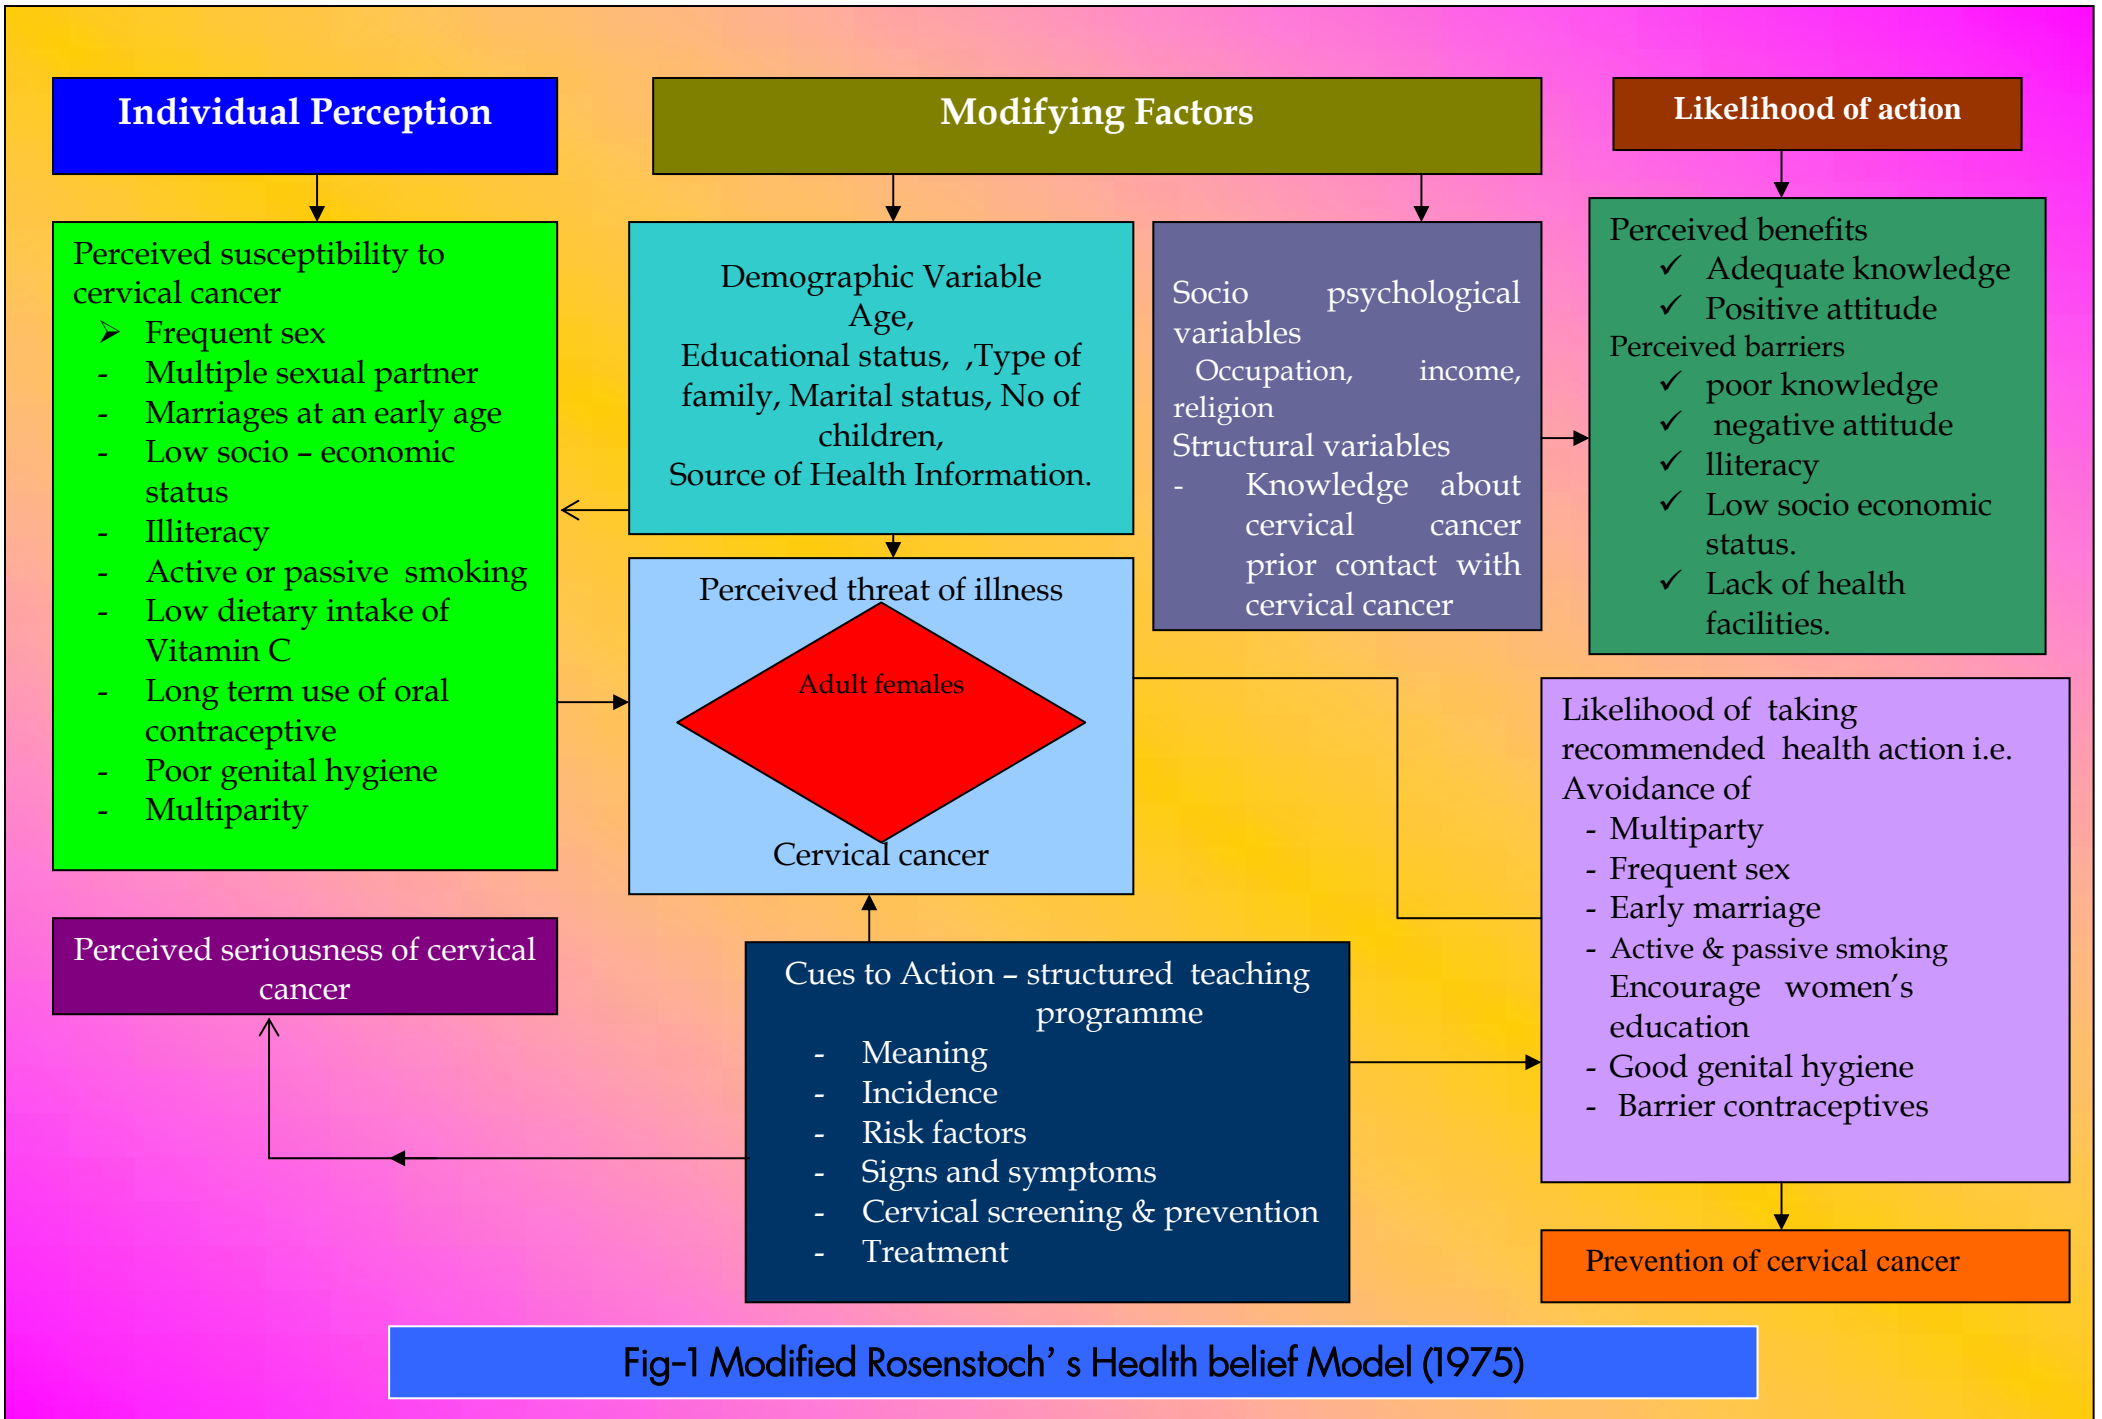 Individual Perception
Modifying Factors
Likelihood of action
Perceived susceptibility to
cervical cancer
➢ Frequent sex
- Multiple sexual partner
- Marriages at an early age
- Low socio – economic
status
- Illiteracy
- Active or passive smoking
- Low dietary intake of
Vitamin C
- Long term use of oral
contraceptive
- Poor genital hygiene
- Multiparity
Demographic Variable
Age,
Educational status, ,Type of
family, Marital status, No of
children,
Source of Health Information.
Socio psychological
variables
Occupation, income,
religion
Structural variables
- Knowledge about
cervical cancer
prior contact with
cervical cancer
Perceived benefits
✓ Adequate knowledge
✓ Positive attitude
Perceived barriers
✓ poor knowledge
✓ negative attitude
✓ lliteracy
✓ Low socio economic
status.
✓ Lack of health
facilities.
Perceived threat of illness
Adult females
Cervical cancer
Likelihood of taking
recommended health action i.e.
Avoidance of
- Multiparty
- Frequent sex
- Early marriage
- Active & passive smoking
Encourage women's
education
- Good genital hygiene
- Barrier contraceptives
Perceived seriousness of cervical
cancer
Cues to Action – structured teaching
programme
- Meaning
- Incidence
- Risk factors
- Signs and symptoms
- Cervical screening & prevention
- Treatment
Prevention of cervical cancer
Fig-1 Modified Rosenstoch' s Health belief Model (1975)